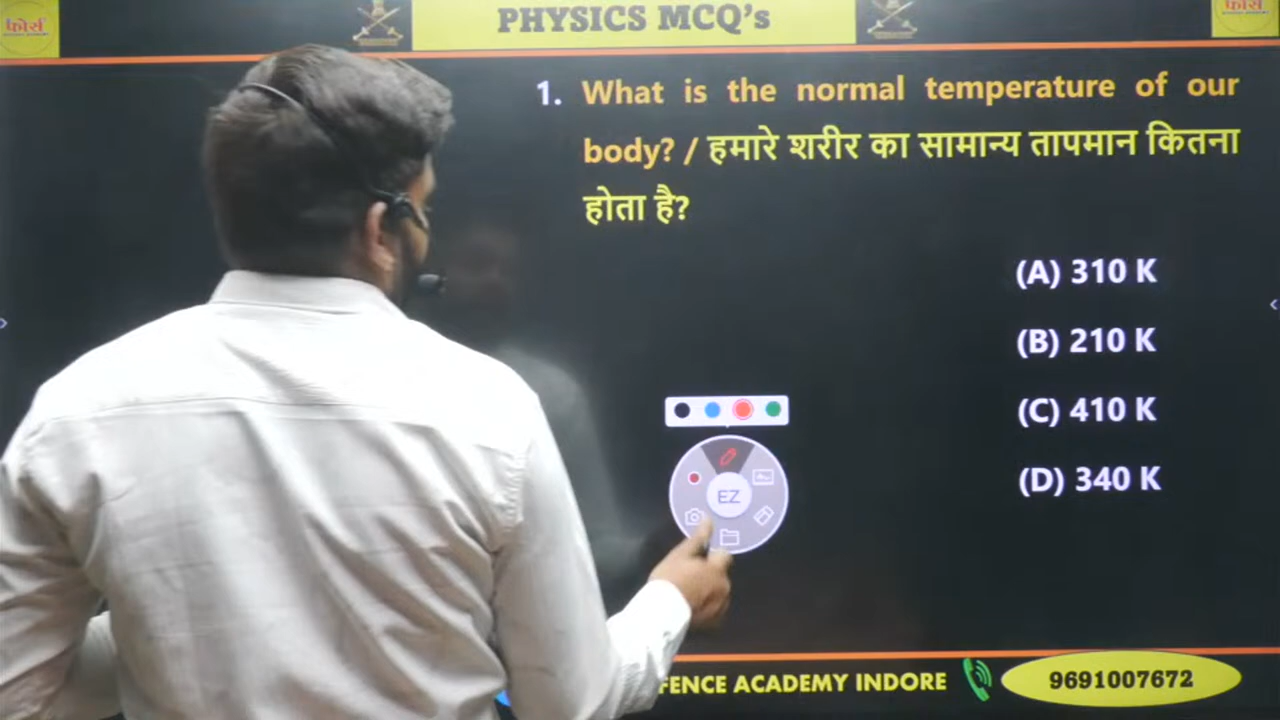 फोर्स
PHYSICS MCQ's
फोर्स
1. What is the normal temperature of our
body? / हमारे शरीर का सामान्य तापमान कितना
होता है?
(A) 310 K
(B) 210 K
(C) 410 K
(D) 340 K
EZ
FENCE ACADEMY INDORE
9691007672